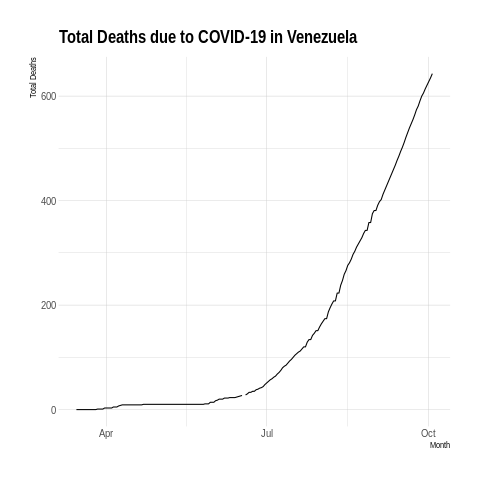 Total Deaths due to COVID-19 in Venezuela
Total Deaths
600
400
200
0
Apr
Jul
Oct
Month